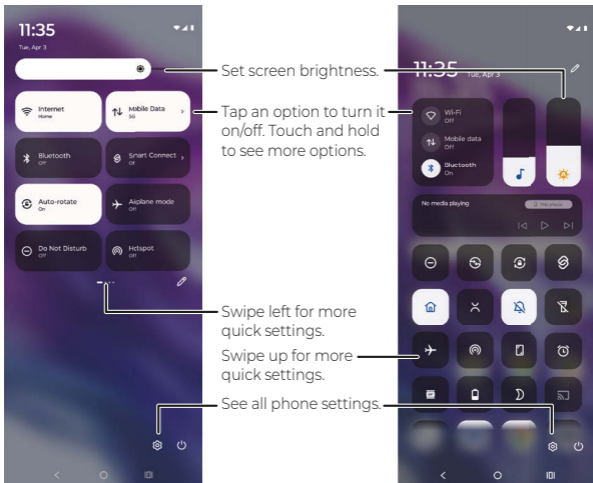 11:35
Tue, Apr 3
Internet
Home
Mobile Data
5G
Bluetooth
Off
Smart Connect
Off
Auto-rotate
On
Airplane mode
Off
Do Not Disturb
Off
Hotspot
Off
Set screen brightness.
Tap an option to turn it
on/off. Touch and hold
to see more options.
Swipe left for more
quick settings.
Swipe up for more
quick settings.
See all phone settings.
11:35
Tue, Apr 3
Wi-Fi
Off
Mobile data
Off
Bluetooth
On
No media playing
This phone